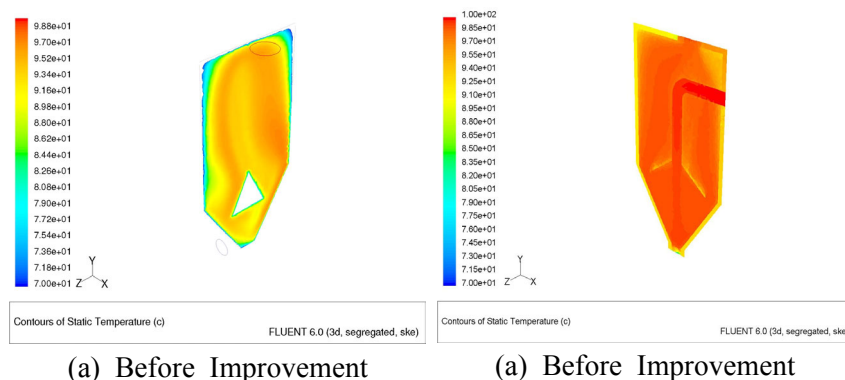 9.88e+01
9.70e+01
9.52e+01
9.34e+01
9.16e+01
8.98e+01
8.80e+01
8.62e+01
8.44e+01
8.26e+01
8.08e+01
7.90e+01
7.72e+01
7.54e+01
7.36e+01
7.18e+01
7.00e+01
Y
Z X
Contours of Static Temperature (c)
FLUENT 6.0 (3d, segregated, ske)
(a) Before Improvement
1.00e+02
9.85e+01
9.70e+01
9.55e+01
9.40e+01
9.25e+01
9.10e+01
8.95e+01
8.80e+01
8.65e+01
8.50e+01
8.35e+01
8.20e+01
8.05e+01
7.90e+01
7.75e+01
7.60e+01
7.45e+01
7.30e+01
7.15e+01
7.00e+01
Y
Z X
Contours of Static Temperature (c)
FLUENT 6.0 (3d, segregated, ske)
(a) Before Improvement